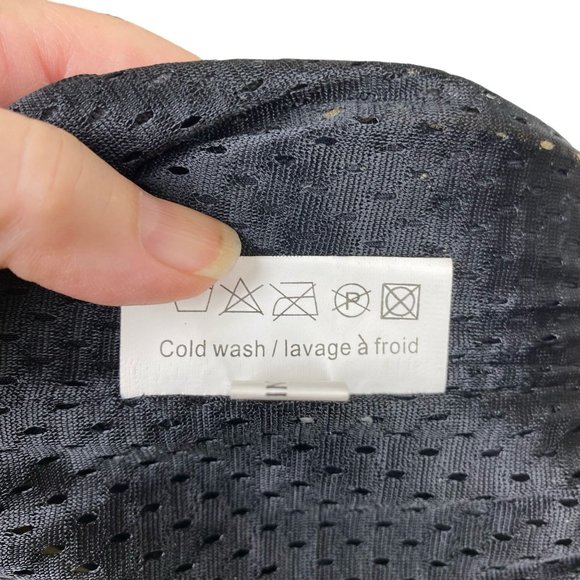 P
Cold wash / lavage à froid